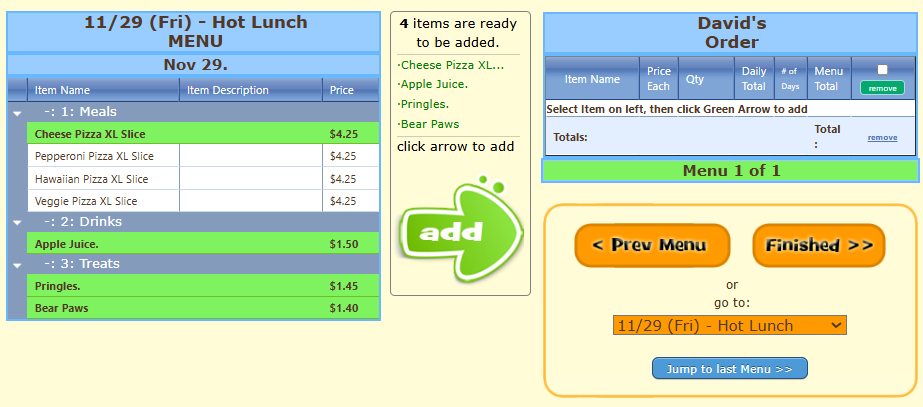 11/29 (Fri) - Hot Lunch
MENU
Nov 29.
Item Name Item Description Price
-: 1: Meals
Cheese Pizza XL Slice $4.25
Pepperoni Pizza XL Slice $4.25
Hawaiian Pizza XL Slice $4.25
Veggie Pizza XL Slice $4.25
-: 2: Drinks
Apple Juice. $1.50
-: 3: Treats
Pringles. $1.45
Bear Paws $1.40
4 items are ready
to be added.
·Cheese Pizza XL...
·Apple Juice.
·Pringles.
·Bear Paws
click arrow to add
add
David's
Order
Item Name Price Each Qty Daily Total # of Days Menu Total remove
Select Item on left, then click Green Arrow to add
Totals: Total : remove
Menu 1 of 1
< Prev Menu Finished >>
or
go to:
11/29 (Fri) - Hot Lunch
Jump to last Menu >>